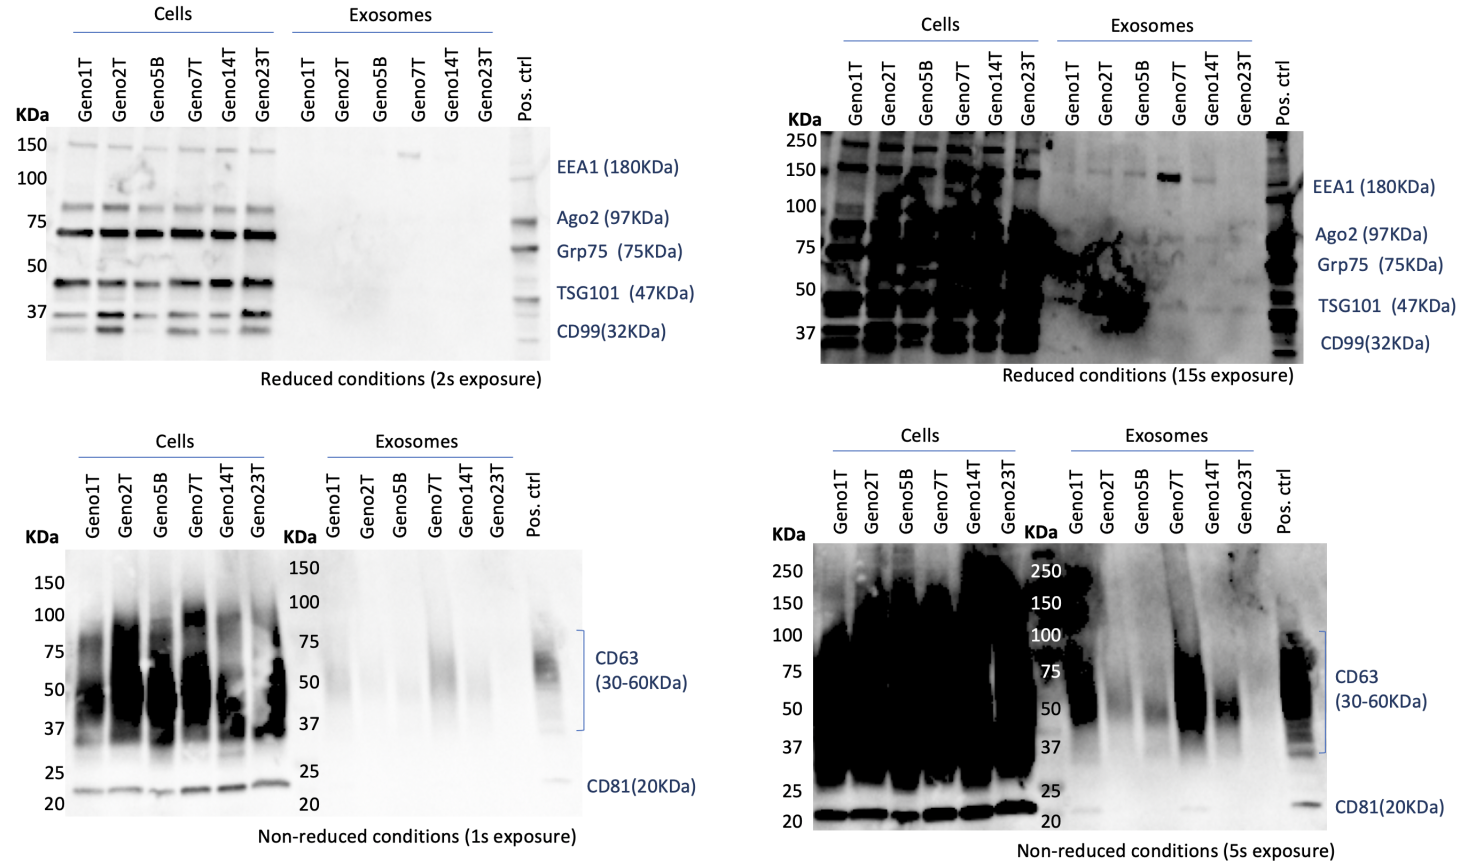 Cells Exosomes
Geno1T Geno2T Geno5B Geno7T Geno14T Geno23T Geno1T Geno2T Geno5B Geno7T Geno14T Geno23T Pos. ctrl
KDa
150
100
75
50
37
EEA1 (180KDa)
Ago2 (97KDa)
Grp75 (75KDa)
TSG101 (47KDa)
CD99(32KDa)
Reduced conditions (2s exposure)
Cells Exosomes
Geno1T Geno2T Geno5B Geno7T Geno14T Geno23T Geno1T Geno2T Geno5B Geno7T Geno14T Geno23T Pos. ctrl
KDa
250
150
100
75
50
37
EEA1 (180KDa)
Ago2 (97KDa)
Grp75 (75KDa)
TSG101 (47KDa)
CD99(32KDa)
Reduced conditions (15s exposure)
Cells Exosomes
Geno1T Geno2T Geno5B Geno7T Geno14T Geno23T Geno1T Geno2T Geno5B Geno7T Geno14T Geno23T Pos. ctrl
KDa
150
100
75
50
37
25
20
KDa
150
100
75
50
37
25
20
CD63
(30-60KDa)
CD81(20KDa)
Non-reduced conditions (1s exposure)
Cells Exosomes
Geno1T Geno2T Geno5B Geno7T Geno14T Geno23T Geno1T Geno2T Geno5B Geno7T Geno14T Geno23T Pos. ctrl
KDa
250
150
100
75
50
37
25
20
KDa
250
150
100
75
50
37
25
20
CD63
(30-60KDa)
CD81(20KDa)
Non-reduced conditions (5s exposure)